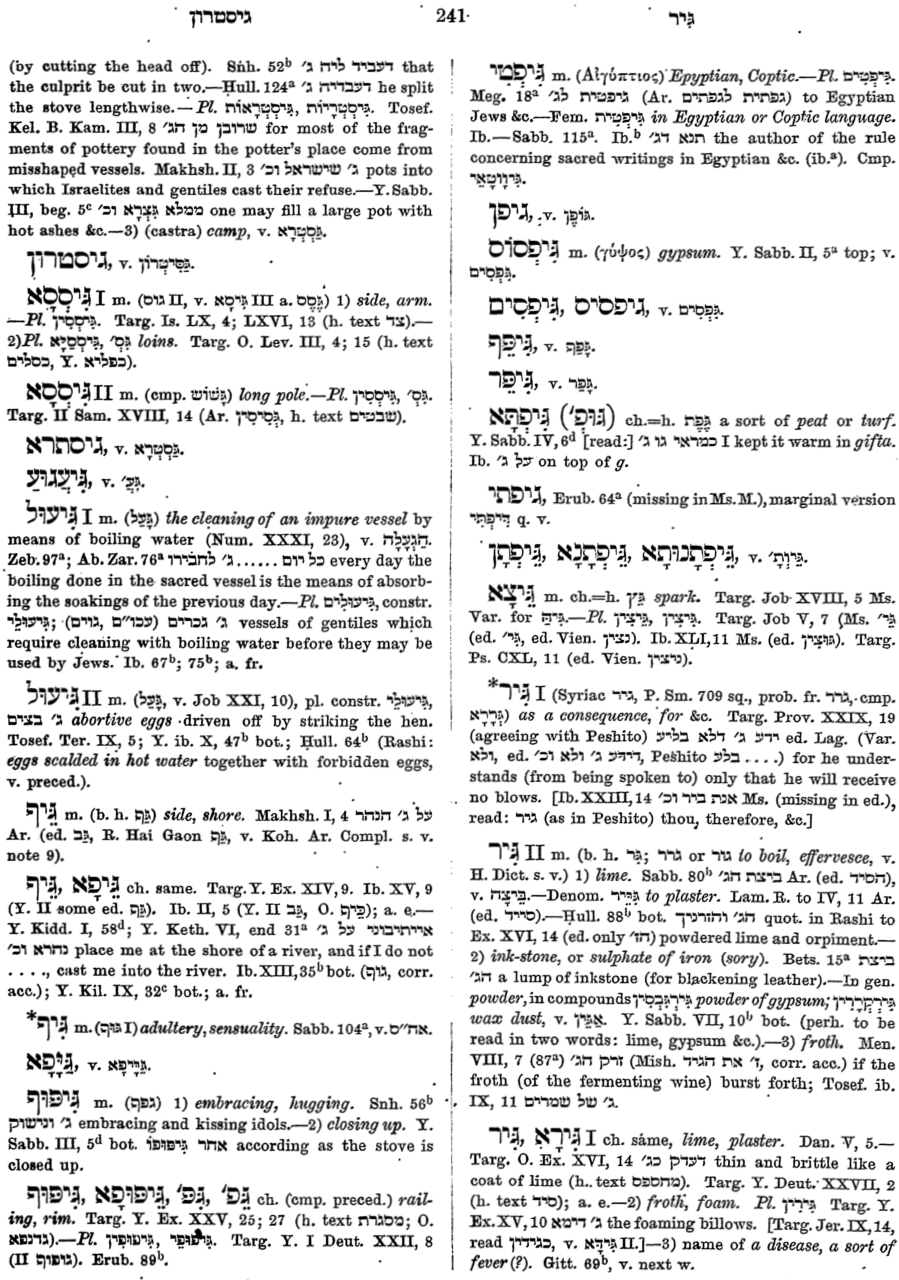 גיסטרון
241
גִּיר
(by cutting the head off). Snh. 52ᵇ דעביד ליה ג׳ that
the culprit be cut in two.—Ḥull. 124ᵃ דעבדיה ג׳ he split
the stove lengthwise.—Pl. גִּיסְטְרִיּוֹת, גִּיסְטְרָאוֹת. Tosef.
Kel. B. Kam. III, 8 שרובן מן הג׳ for most of the frag-
ments of pottery found in the potter's place come from
misshaped vessels. Makhsh. II, 3 ג׳ שישראל וכ׳ pots into
which Israelites and gentiles cast their refuse.—Y. Sabb.
III, beg. 5ᶜ ממלא גִּצְרָא וכ׳ one may fill a large pot with
hot ashes &c.—3) (castra) camp, v. גַּסְטְרָא.
גִּיסטרוֹן, v. גַּסִּיטְרוֹן.
גִּיסְסָא I m. (גוס II, v. גִּיסָא III a. גָּסַס) 1) side, arm.
—Pl. גִּיסְסִין. Targ. Is. LX, 4; LXVI, 13 (h. text צד).—
2) Pl. גִּס׳, גִּיסְסַיָּא loins. Targ. O. Lev. III, 4; 15 (h. text
כסלים, Y. כפליא).
גִּיסְסָא II m. (cmp. גָּשׁוֹשׁ) long pole.—Pl. גִּיסְסִין, גִּס׳.
Targ. II Sam. XVIII, 14 (Ar. גְּסִיסִין, h. text שבטים).
גיסתרא, v. גַּסְטְרָא.
גִּיעְגּוּעַ, v. גִּעְ׳.
גִּיעוּל I m. (גָּעַל) the cleaning of an impure vessel by
means of boiling water (Num. XXXI, 23), v. הַגְעָלָה.
Zeb. 97ᵃ; Ab. Zar. 76ᵃ כל יום ...... ג׳ לחבירו every day the
boiling done in the sacred vessel is the means of absorb-
ing the soakings of the previous day.—Pl. גִּיעוּלִים, constr.
גִּיעוּלֵי; ג׳ נכרים (עכו״ם, גוים) vessels of gentiles which
require cleaning with boiling water before they may be
used by Jews. Ib. 67ᵇ; 75ᵇ; a. fr.
גִּיעוּל II m. (גָּעַל, v. Job XXI, 10), pl. constr. גִּיעוּלֵי,
ג׳ בצים abortive eggs driven off by striking the hen.
Tosef. Ter. IX, 5; Y. ib. X, 47ᵇ bot.; Ḥull. 64ᵇ (Rashi:
eggs scalded in hot water together with forbidden eggs,
v. preced.).
גֵּיף m. (b. h. גַּף) side, shore. Makhsh. I, 4 על ג׳ הנהר
Ar. (ed. גַּב, R. Hai Gaon גַּף, v. Koh. Ar. Compl. s. v.
note 9).
גֵּיף, גֵּיפָא ch. same. Targ. Y. Ex. XIV, 9. Ib. XV, 9
(Y. II some ed. גַּף). Ib. II, 5 (Y. II גַּב, O. כֵּיף); a. e.—
Y. Kidd. I, 58ᵈ; Y. Keth. VI, end 31ᵃ אייתיבוני על ג׳
נהרא וכ׳ place me at the shore of a river, and if I do not
...., cast me into the river. Ib. XIII, 35ᵇ bot. (גוף, corr.
acc.); Y. Kil. IX, 32ᶜ bot.; a. fr.
*גִּיף m. (גּוּף I) adultery, sensuality. Sabb. 104ᵃ, v. אח״ס.
גִּיפָּא, v. גַּיְיפָא.
גִּיפּוּף m. (גפף) 1) embracing, hugging. Snh. 56ᵇ
ג׳ ונישוק embracing and kissing idols.—2) closing up. Y.
Sabb. III, 5ᵈ bot. אחר גִּיפּוּפוֹ according as the stove is
closed up.
גִּיפּוּף, גִּיפּוּפָא, גִּפּ׳, גֵּפ׳ ch. (cmp. preced.) rail-
ing, rim. Targ. Y. Ex. XXV, 25; 27 (h. text מסגרת; O.
גדנפא).—Pl. גִּיפּוּפִין, גִּיפּוּפֵי. Targ. Y. I Deut. XXII, 8
(II גיפוף). Erub. 89ᵇ.
גִּיפְטִי m. (Αἰγύπτιος) Epyptian, Coptic.—Pl. גִּיפְטִים.
Meg. 18ᵃ גיפטית לג׳ (Ar. גפתית לגפתים) to Egyptian
Jews &c.—Fem. גִּיפְטִית in Egyptian or Coptic language.
Ib.—Sabb. 115ᵃ. Ib.ᵇ תנא דג׳ the author of the rule
concerning sacred writings in Egyptian &c. (ib.ᵃ). Cmp.
גִּיווֹטָאֵי.
גיפן, v. גּוֹפֶן.
גִּיפְסוֹס m. (γύψος) gypsum. Y. Sabb. II, 5ᵃ top; v.
גִּפְסִים.
גִּיפְסִים, גיפסיס, v. גִּפְסִים.
גִּיפֵּף, v. גָּפַף.
גִּיפֵּר, v. גָּפַר.
גִּיפְתָּא (גּוּפְ׳) ch.=h. גֶּפֶת a sort of peat or turf.
Y. Sabb. IV, 6ᵈ [read:] כמראי גו ג׳ I kept it warm in gifta.
Ib. על ג׳ on top of g.
גיפתי, Erub. 64ᵃ (missing in Ms. M.), marginal version
דִּיפְתִּי q. v.
גֵּיפְתָנוּתָא, גֵּיפְתָנָא, גֵּיפְתָן, v. גֵּיוְתָ׳.
גֵּיצָא m. ch.=h. גֵּץ spark. Targ. Job XVIII, 5 Ms.
Var. for גִּיהּ.—Pl. גֵּיצִין, גִּיצִין. Targ. Job V, 7 (Ms. גֵּי׳
(ed. גִּי׳, ed. Vien. נצין). Ib. XLI, 11 Ms. (ed. גּוּצִין). Targ.
Ps. CXL, 11 (ed. Vien. ניצין).
*גֵּיר I (Syriac גיר, P. Sm. 709 sq., prob. fr. גרר, cmp.
גְּרָרָא) as a consequence, for &c. Targ. Prov. XXIX, 19
(agreeing with Peshito) ידע ג׳ דלא בליע ed. Lag. (Var.
ולא, ed. דְּיִדַּע ג׳ ולא וכ׳, Peshito בלע ....) for he under-
stands (from being spoken to) only that he will receive
no blows. [Ib. XXIII, 14 אנת ביר וכ׳ Ms. (missing in ed.),
read: גיר (as in Peshito) thou, therefore, &c.]
גִּיר II m. (b. h. גִּר; גרר or גור to boil, effervesce, v.
H. Dict. s. v.) 1) lime. Sabb. 80ᵇ ביצת הג׳ Ar. (ed. הסיד),
v. בֵּיצָה.—Denom. גִּיֵּיר to plaster. Lam. R. to IV, 11 Ar.
(ed. סייד).—Ḥull. 88ᵇ bot. הג׳ והזרניך quot. in Rashi to
Ex. XVI, 14 (ed. only הז׳) powdered lime and orpiment.—
2) ink-stone, or sulphate of iron (sory). Bets. 15ᵃ ביצת
הג׳ a lump of inkstone (for blackening leather).—In gen.
powder, in compounds גִּירְגִּבְסִין powder of gypsum; גִּירְקְרָרִין
wax dust, v. אַפִּיִן. Y. Sabb. VII, 10ᵇ bot. (perh. to be
read in two words: lime, gypsum &c.).—3) froth. Men.
VIII, 7 (87ᵃ) זרק הג׳ (Mish. ז׳ את הגיד, corr. acc.) if the
froth (of the fermenting wine) burst forth; Tosef. ib.
IX, 11 ג׳ של שמרים.
גִּירָא, גִּיר I ch. same, lime, plaster. Dan. V, 5.—
Targ. O. Ex. XVI, 14 דעדק כג׳ thin and brittle like a
coat of lime (h. text מחספס). Targ. Y. Deut. XXVII, 2
(h. text סיד); a. e.—2) froth, foam. Pl. גִּירִין Targ. Y.
Ex. XV, 10 ג׳ דימא the foaming billows. [Targ. Jer. IX, 14,
read כגידין, v. גִּידָּא II.]—3) name of a disease, a sort of
fever (?). Gitt. 69ᵇ, v. next w.